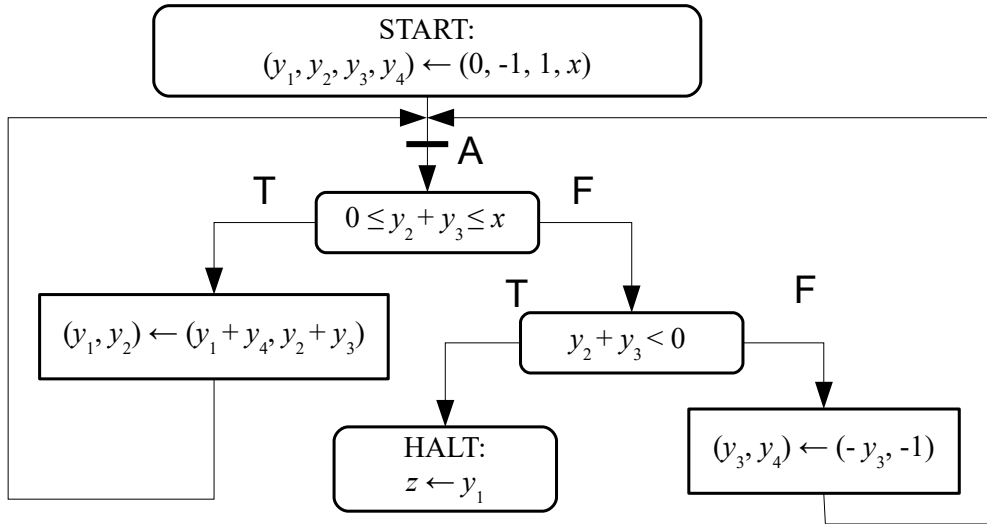 START:
(y₁, y₂, y₃, y₄) ← (0, -1, 1, x)
A
T
F
0 ≤ y₂ + y₃ ≤ x
T
F
(y₁, y₂) ← (y₁ + y₄, y₂ + y₃)
y₂ + y₃ < 0
HALT:
z ← y₁
(y₃, y₄) ← (- y₃, -1)